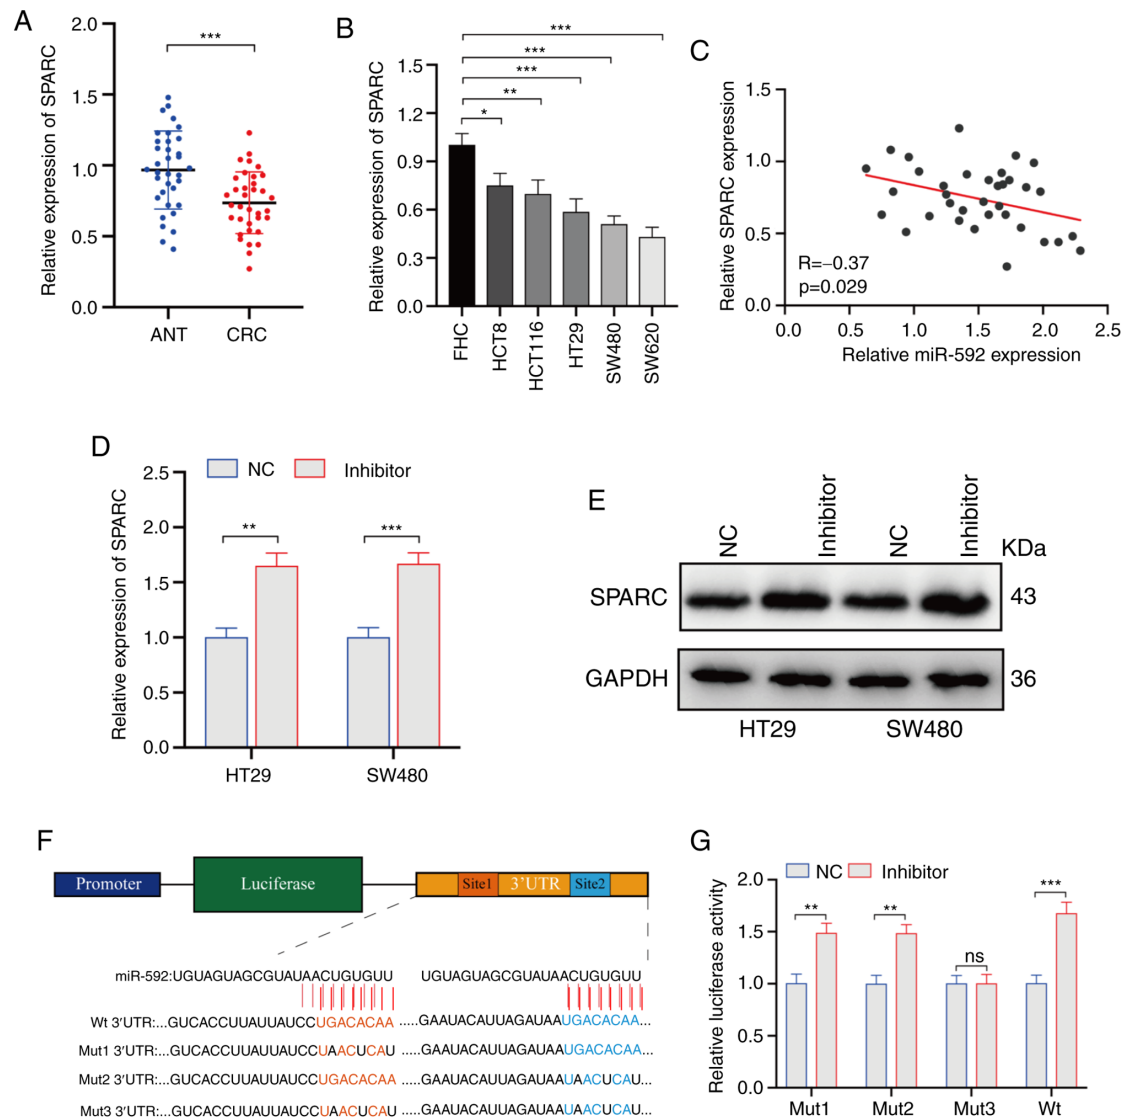 A
Relative expression of SPARC
2.0
1.5
1.0
0.5
0.0
***
ANT
CRC
B
Relative expression of SPARC
1.5
1.2
0.9
0.6
0.3
0.0
***
***
***
**
*
FHC
HCT8
HCT116
HT29
SW480
SW620
C
Relative SPARC expression
1.5
1.0
0.5
0.0
R=−0.37
p=0.029
0.0 0.5 1.0 1.5 2.0 2.5
Relative miR-592 expression
D
NC Inhibitor
Relative expression of SPARC
2.5
2.0
1.5
1.0
0.5
0.0
**
***
HT29
SW480
E
NC
Inhibitor
NC
Inhibitor
KDa
SPARC
43
GAPDH
36
HT29
SW480
F
Promoter
Luciferase
Site1
3’UTR
Site2
miR-592:UGUAGUAGCGUAUAACUGUGUU UGUAGUAGCGUAUAACUGUGUU
Wt 3′UTR:...GUCACCUUAUUAUCCUGACACAA .....GAAUACAUUAGAUAAUGACACAA...
Mut1 3′UTR:...GUCACCUUAUUAUCCUAACUCAU .....GAAUACAUUAGAUAAUGACACAA...
Mut2 3′UTR:...GUCACCUUAUUAUCCUGACACAA .....GAAUACAUUAGAUAAUAACUCAU...
Mut3 3′UTR:...GUCACCUUAUUAUCCUAACUCAU .....GAAUACAUUAGAUAAUAACUCAU...
G
NC Inhibitor
Relative luciferase activity
2.0
1.5
1.0
0.5
0.0
**
**
ns
***
Mut1
Mut2
Mut3
Wt